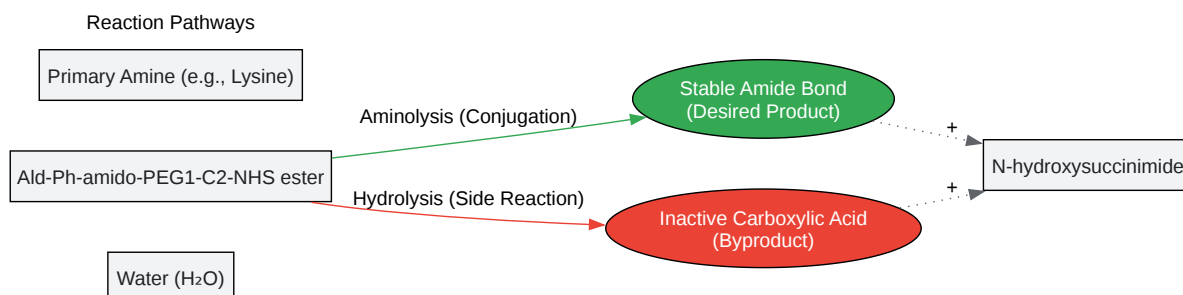 Reaction Pathways
Primary Amine (e.g., Lysine)
Stable Amide Bond
(Desired Product)
Aminolysis (Conjugation)
+
N-hydroxysuccinimide
Ald-Ph-amido-PEG1-C2-NHS ester
+
Hydrolysis (Side Reaction)
Inactive Carboxylic Acid
(Byproduct)
Water (H₂O)